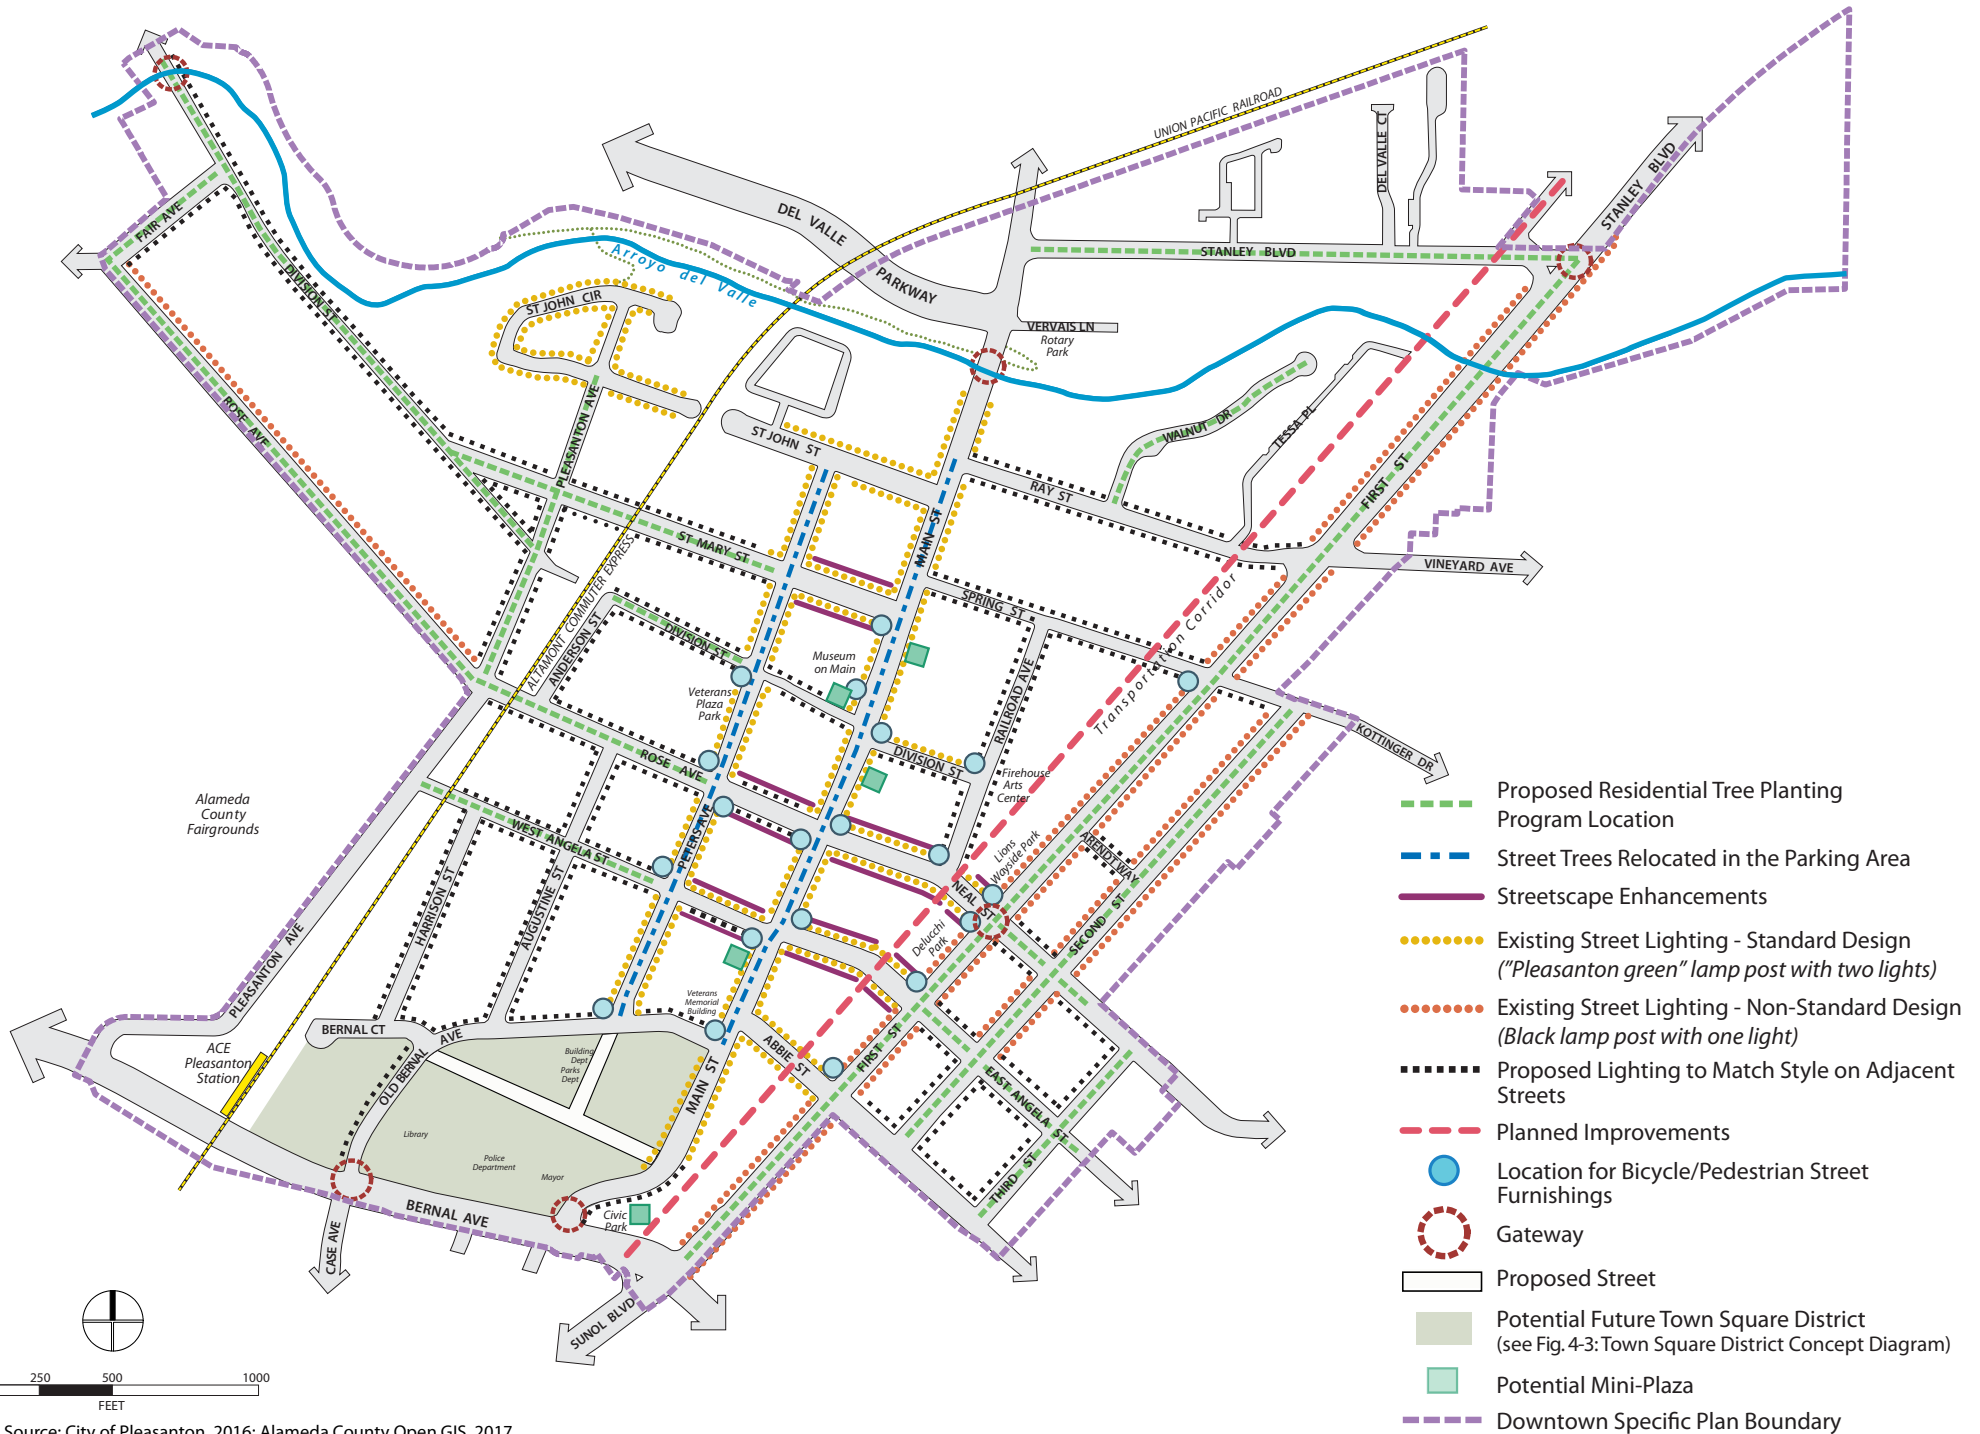 UNION PACIFIC RAILROAD
DEL VALLE CT
STANLEY BLVD
FAIR AVE
DEL VALLE
PARKWAY
STANLEY BLVD
Arroyo del Valle
DIVISION ST
ST JOHN CIR
VERVAIS LN
Rotary
Park
ROSE AVE
PLEASANTON AVE
ST JOHN ST
WALNUT DR
TESSA PL
RAY ST
FIRST ST
MAIN ST
ST MARY ST
VINEYARD AVE
ALTAMONT COMMUTER EXPRESS
SPRING ST
Transportation Corridor
ANDERSON ST
DIVISION ST
Museum
on Main
Veterans
Plaza
Park
RAILROAD AVE
KOTTINGER DR
ROSE AVE
DIVISION ST
Firehouse
Arts
Center
Alameda
County
Fairgrounds
WEST ANGELA ST
PETERS AVE
Lions
Wayside Park
ARENDT WAY
HARRISON ST
AUGUSTINE ST
NEAL ST
SECOND ST
Delucchi
Park
PLEASANTON AVE
Veterans
Memorial
Building
BERNAL CT
OLD BERNAL AVE
ABBIE ST
FIRST ST
ACE
Pleasanton
Station
Building
Dept
Parks
Dept
MAIN ST
EAST ANGELA ST
Library
Police
Department
Mayor
THIRD ST
BERNAL AVE
Civic
Park
CASE AVE
SUNOL BLVD
Proposed Residential Tree Planting
Program Location
Street Trees Relocated in the Parking Area
Streetscape Enhancements
Existing Street Lighting - Standard Design
(”Pleasanton green” lamp post with two lights)
Existing Street Lighting - Non-Standard Design
(Black lamp post with one light)
Proposed Lighting to Match Style on Adjacent
Streets
Planned Improvements
Location for Bicycle/Pedestrian Street
Furnishings
Gateway
Proposed Street
Potential Future Town Square District
(see Fig. 4-3: Town Square District Concept Diagram)
Potential Mini-Plaza
Downtown Specific Plan Boundary
250 500 1000
FEET
Source: City of Pleasanton, 2016; Alameda County Open GIS, 2017